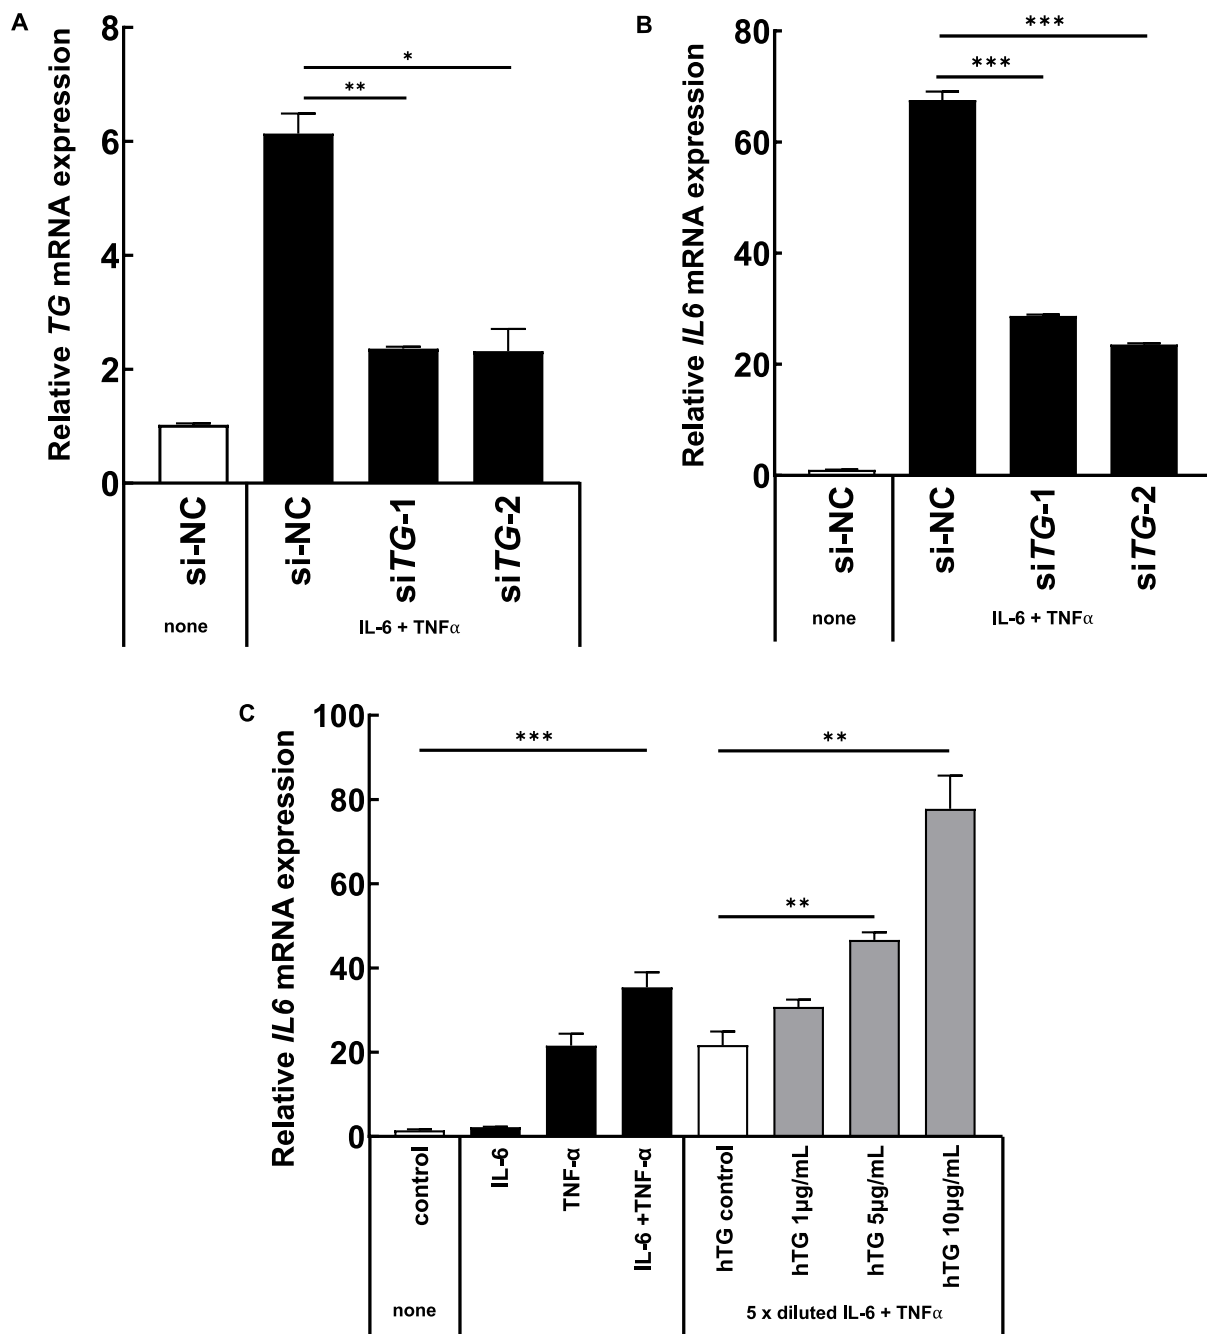 A
Relative TG mRNA expression
8
6
4
2
0
*
**
si-NC
si-NC
siTG-1
siTG-2
none
IL-6 + TNFα
B
Relative IL6 mRNA expression
80
60
40
20
0
***
***
si-NC
si-NC
siTG-1
siTG-2
none
IL-6 + TNFα
C
Relative IL6 mRNA expression
100
80
60
40
20
0
***
**
**
control
IL-6
TNF-α
IL-6 +TNF-α
hTG control
hTG 1µg/mL
hTG 5µg/mL
hTG 10µg/mL
none
5 x diluted IL-6 + TNFα